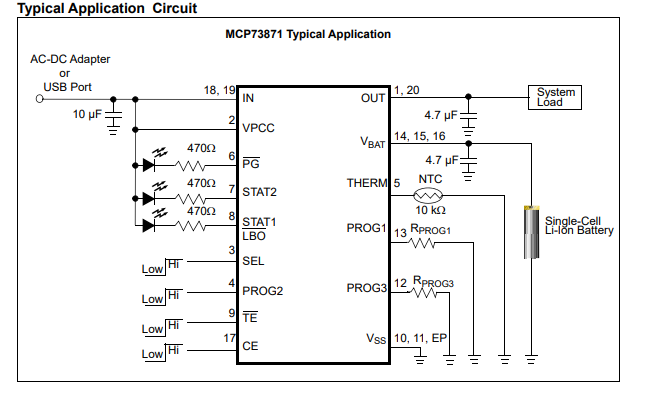 Typical Application Circuit
MCP73871 Typical Application
AC-DC Adapter
or
USB Port
10 µF
18, 19
IN
2
VPCC
470Ω
6
PG
470Ω
7
STAT2
470Ω
8
STAT1
LBO
3
SEL
Low
Hi
4
PROG2
Low
Hi
9
TE
Low
Hi
17
CE
Low
Hi
OUT
1, 20
System
Load
4.7 µF
VBAT
14, 15, 16
4.7 µF
NTC
THERM
5
10 kΩ
PROG1
13
RPROG1
Single-Cell
Li-Ion Battery
PROG3
12
RPROG3
VSS
10, 11, EP